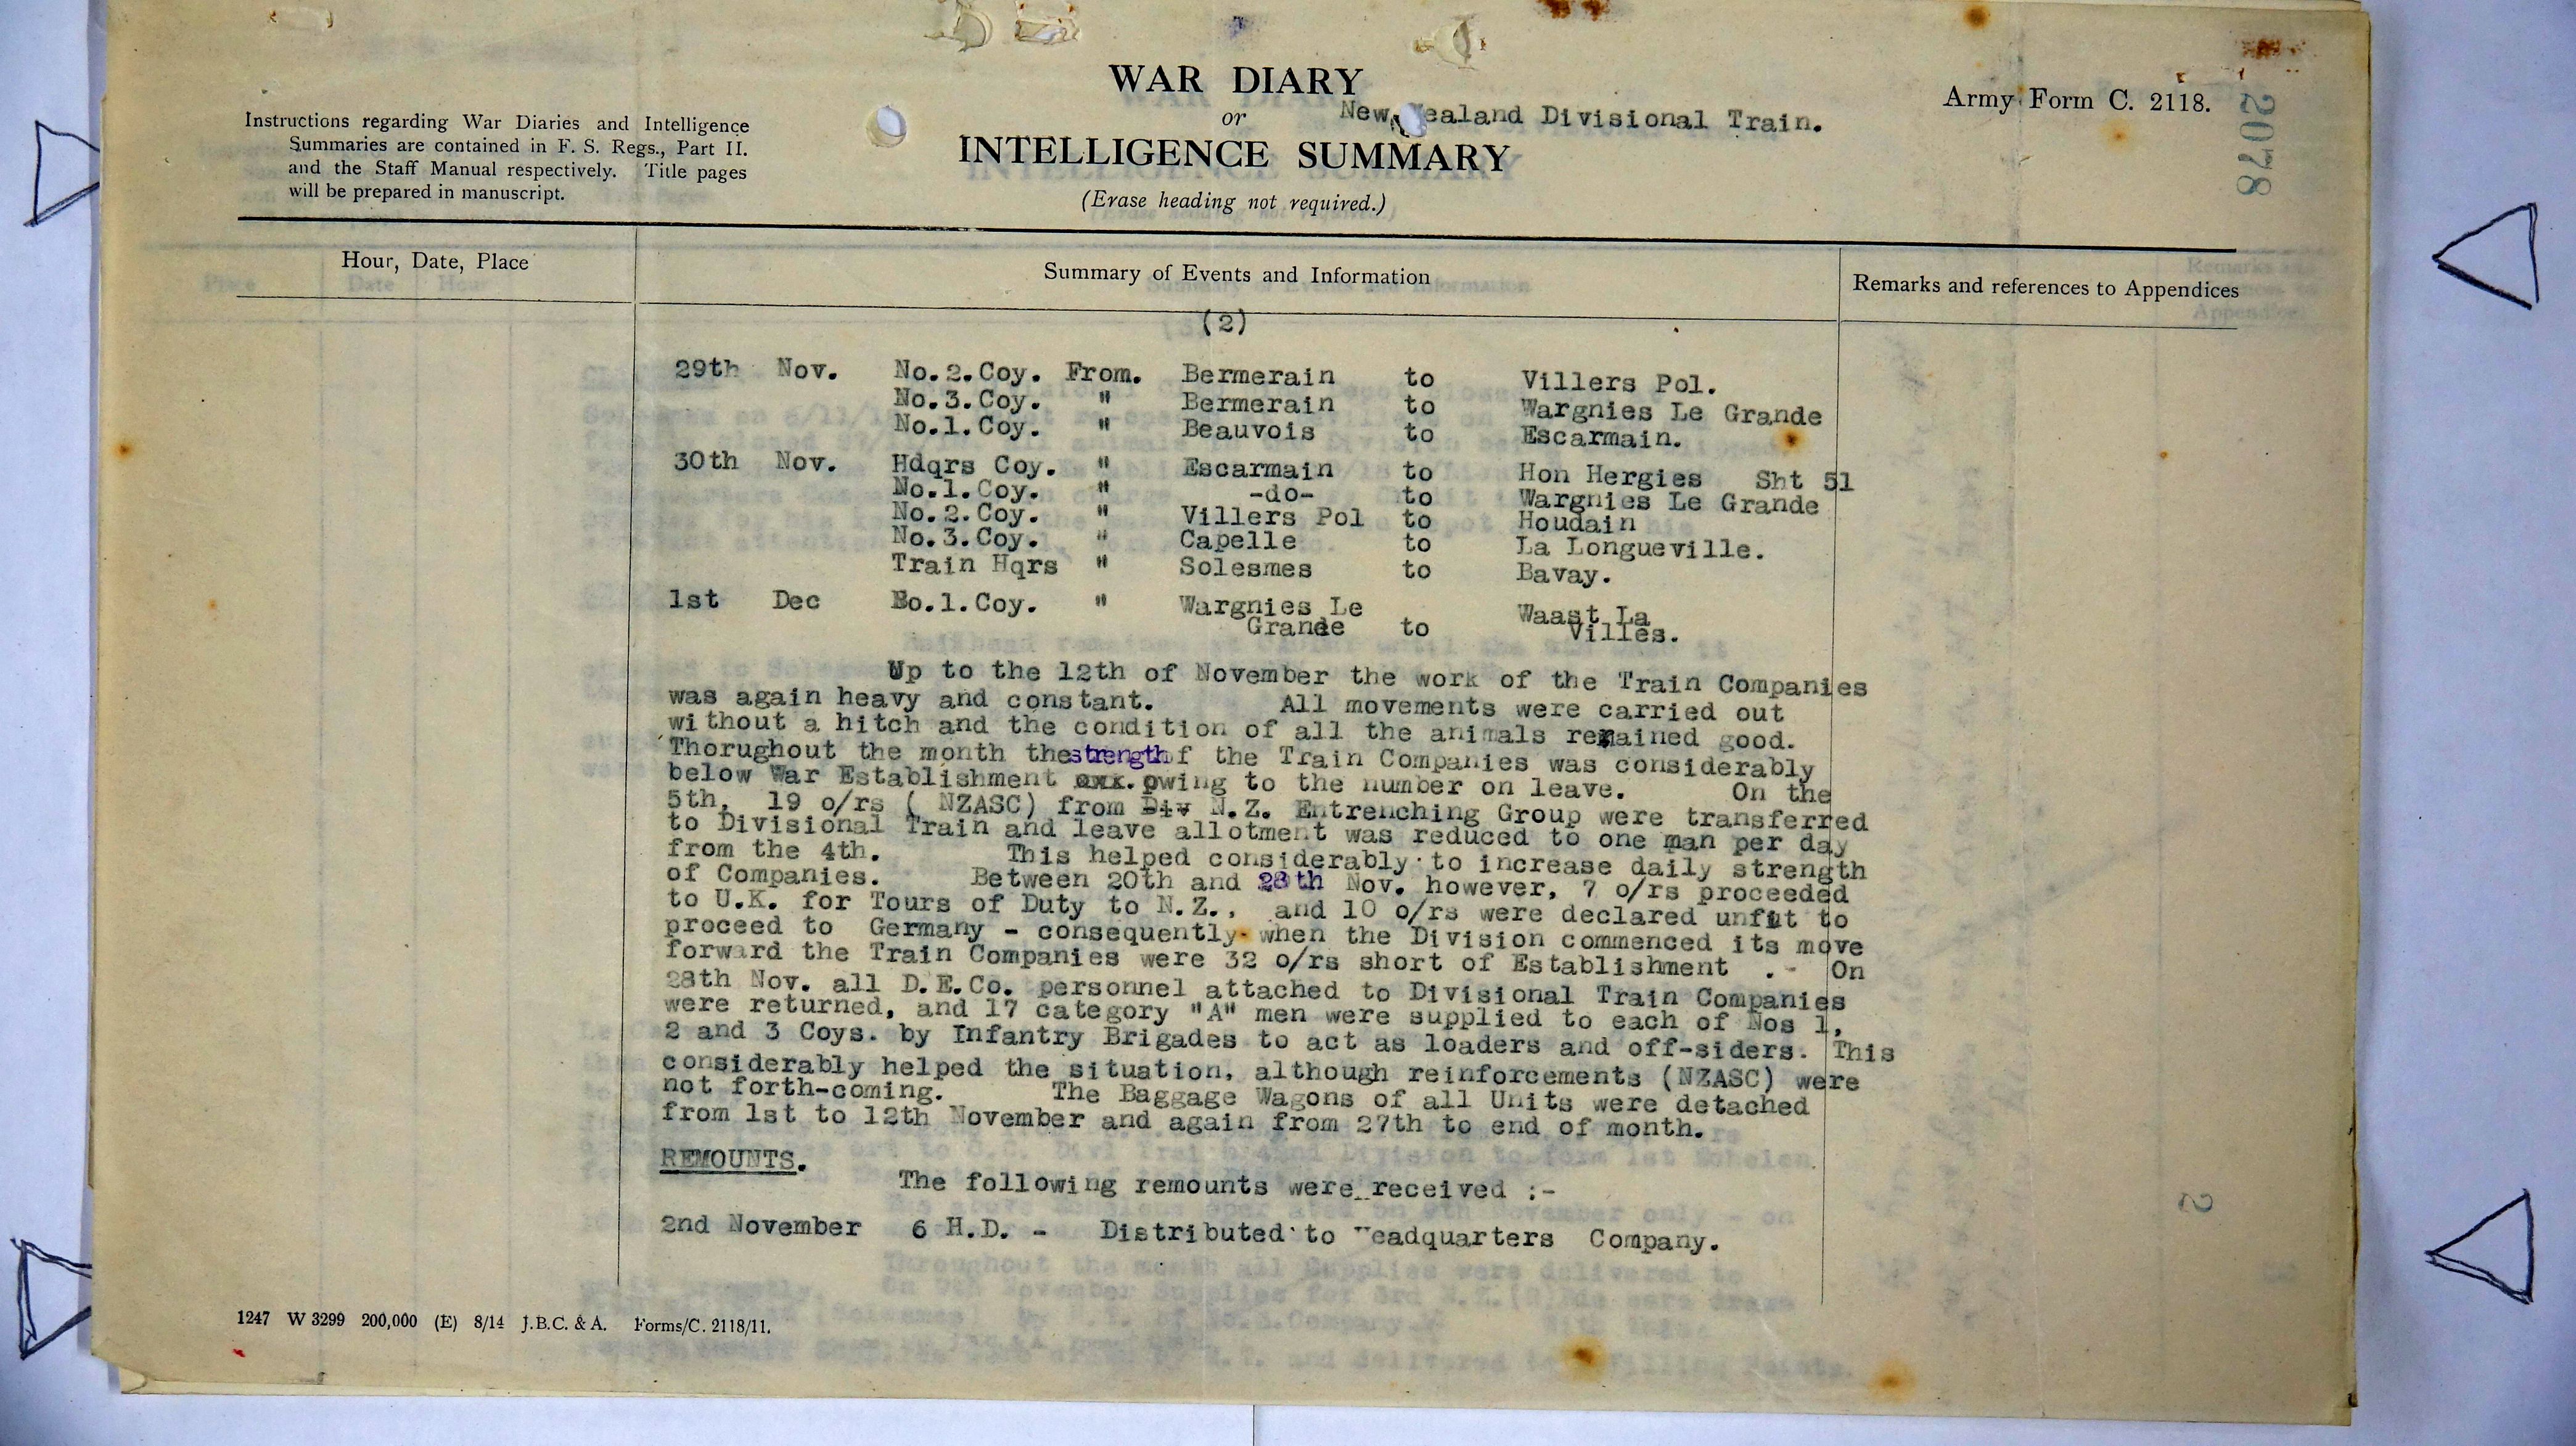 WAR DIARY
or
New Zealand Divisional Train.
INTELLIGENCE SUMMARY
(Erase heading not required.)
Army Form C. 2118.
2078
Instructions regarding War Diaries and Intelligence
Summaries are contained in F. S. Regs., Part II.
and the Staff Manual respectively. Title pages
will be prepared in manuscript.
Hour, Date, Place
Summary of Events and Information
Remarks and references to Appendices
(2)
29th Nov. No.2.Coy. From. Bermerain to Villers Pol.
No.3.Coy. " Bermerain to Wargnies Le Grande
No.1.Coy. " Beauvois to Escarmain.
30th Nov. Hdqrs Coy. " Escarmain to Hon Hergies Sht 51
No.1.Coy. " -do- to Wargnies Le Grande
No.2.Coy. " Villers Pol to Houdain
No.3.Coy. " Capelle to La Longueville.
Train Hqrs " Solesmes to Bavay.
1st Dec No.1.Coy. " Wargnies Le Waast La
Grande to Villes.
Up to the 12th of November the work of the Train Companies
was again heavy and constant. All movements were carried out
without a hitch and the condition of all the animals remained good.
Thorughout the month the strength of the Train Companies was considerably
below War Establishment owing to the number on leave. On the
5th, 19 o/rs ( NZASC) from Div N.Z. Entrenching Group were transferred
to Divisional Train and leave allotment was reduced to one man per day
from the 4th. This helped considerably to increase daily strength
of Companies. Between 20th and 28th Nov. however, 7 o/rs proceeded
to U.K. for Tours of Duty to N.Z., and 10 o/rs were declared unfit to
proceed to Germany - consequently when the Division commenced its move
forward the Train Companies were 32 o/rs short of Establishment . - On
28th Nov. all D.E.Co. personnel attached to Divisional Train Companies
were returned, and 17 category "A" men were supplied to each of Nos 1,
2 and 3 Coys. by Infantry Brigades to act as loaders and off-siders. This
considerably helped the situation, although reinforcements (NZASC) were
not forth-coming. The Baggage Wagons of all Units were detached
from 1st to 12th November and again from 27th to end of month.
REMOUNTS.
The following remounts were received :-
2nd November 6 H.D. - Distributed to Headquarters Company.
2
1247 W 3299 200,000 (E) 8/14 J.B.C. & A. Forms/C. 2118/11.